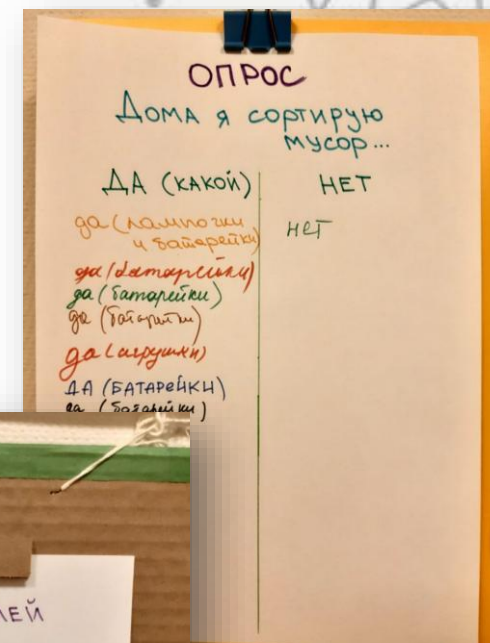 ОПРОС
Дома я сортирую
мусор...
ДА (какой)
НЕТ
да (лампочки
и батарейки)
нет
да (батарейки)
да (батарейки)
да (батарейки)
да (игрушки)
ДА (БАТАРЕЙКИ)
да (батарейки)